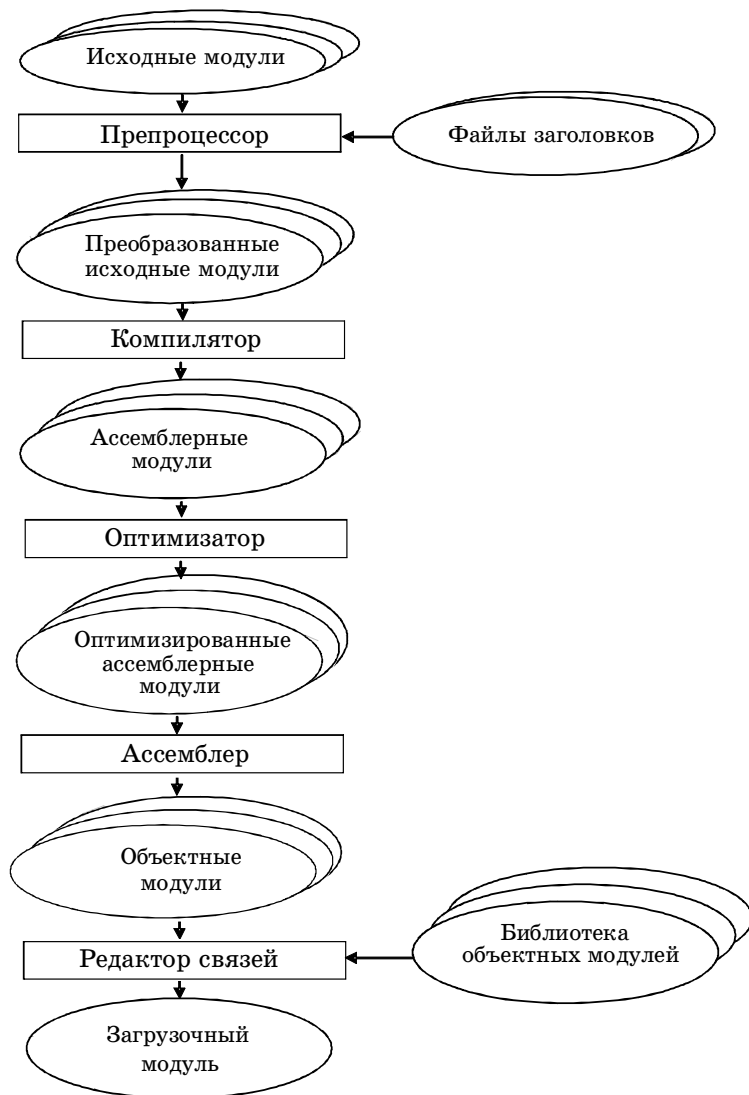 Исходные модули
Препроцессор
Файлы заголовков
Преобразованные
исходные модули
Компилятор
Ассемблерные
модули
Оптимизатор
Оптимизированные
ассемблерные
модули
Ассемблер
Объектные
модули
Библиотека
объектных модулей
Редактор связей
Загрузочный
модуль